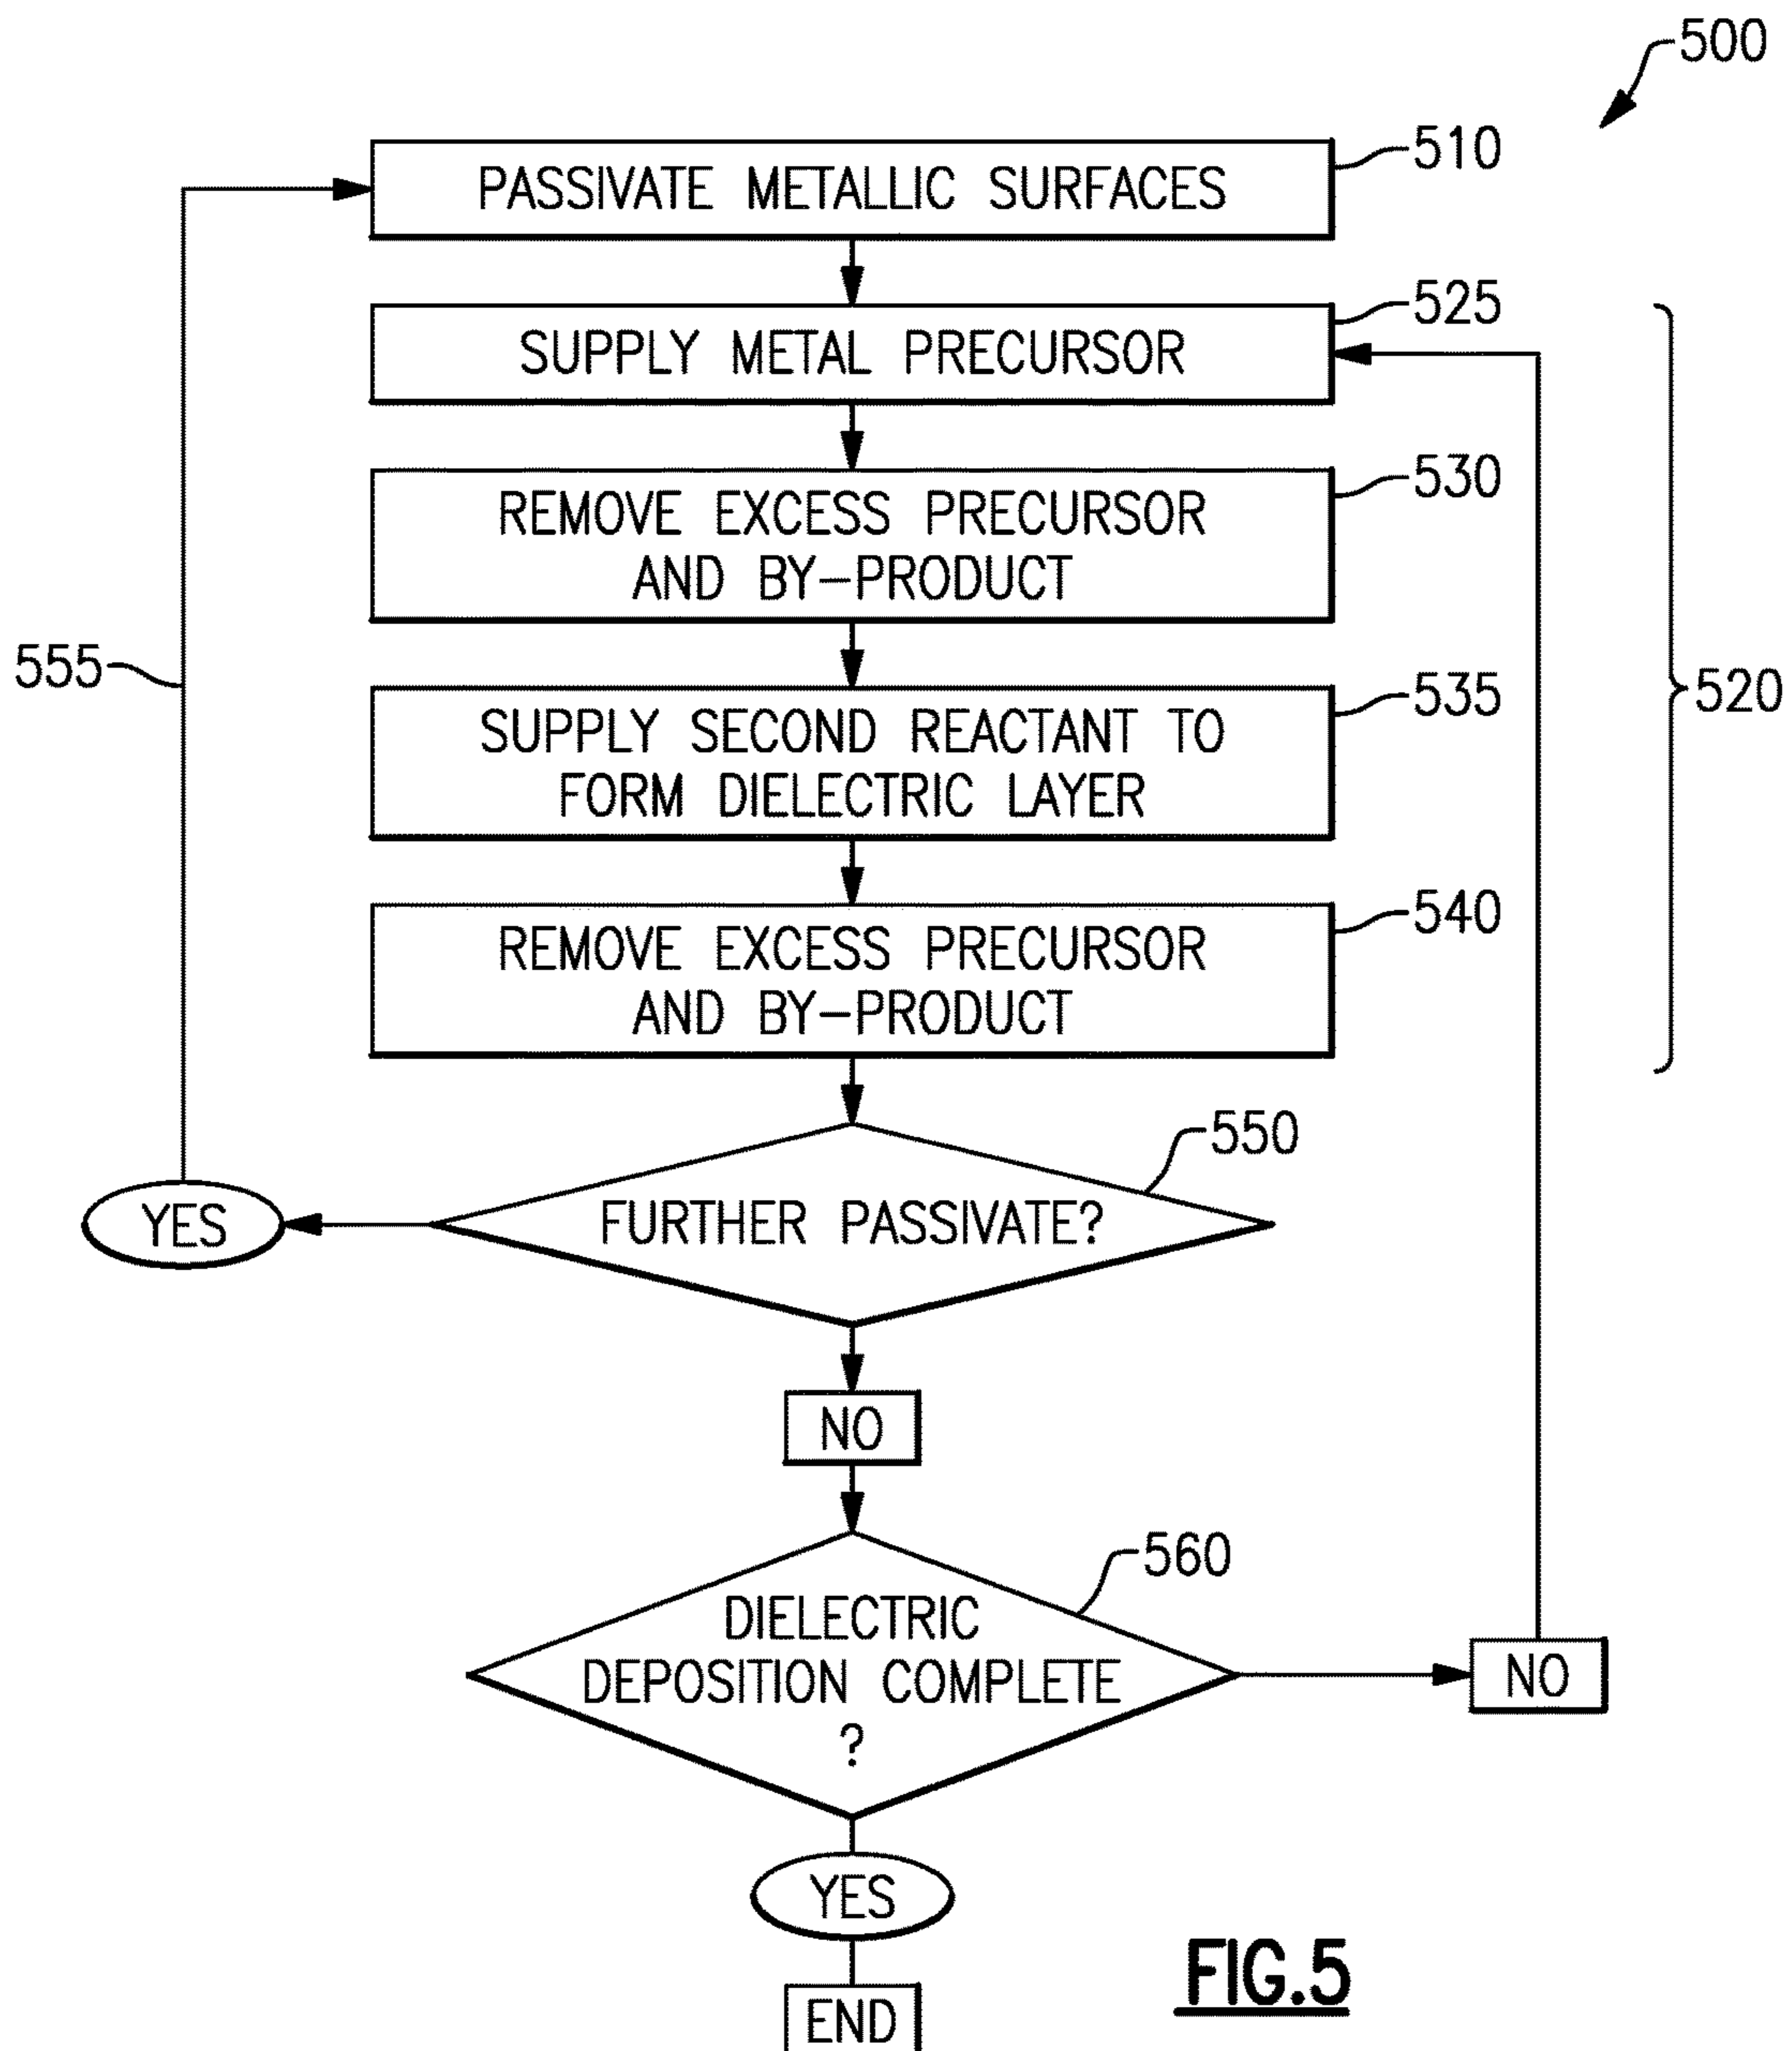 500
510
PASSIVATE METALLIC SURFACES
525
SUPPLY METAL PRECURSOR
530
REMOVE EXCESS PRECURSOR
AND BY-PRODUCT
555
535
520
SUPPLY SECOND REACTANT TO
FORM DIELECTRIC LAYER
540
REMOVE EXCESS PRECURSOR
AND BY-PRODUCT
550
YES
FURTHER PASSIVATE?
NO
560
DIELECTRIC
DEPOSITION COMPLETE
?
NO
YES
END
FIG.5